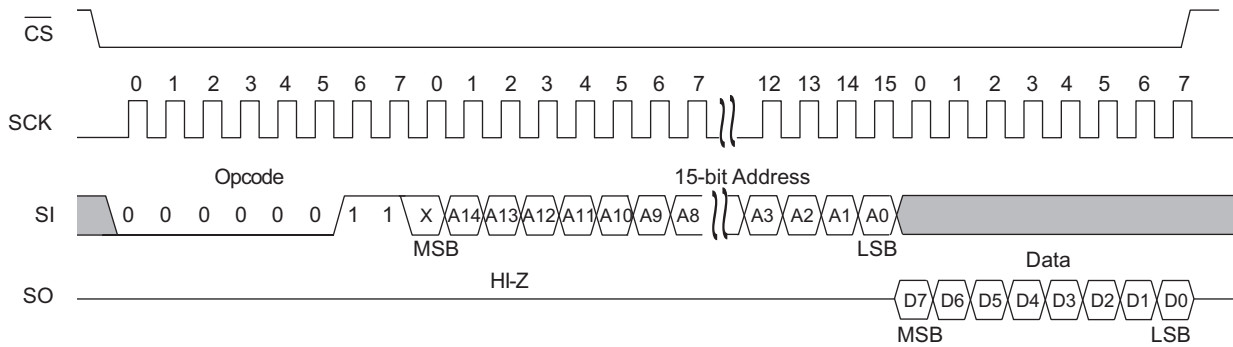 CS
0 1 2 3 4 5 6 7 0 1 2 3 4 5 6 7 12 13 14 15 0 1 2 3 4 5 6 7
SCK
Opcode 15-bit Address
SI 0 0 0 0 0 0 1 1 X A14 A13 A12 A11 A10 A9 A8 A3 A2 A1 A0
MSB LSB
HI-Z Data
SO D7 D6 D5 D4 D3 D2 D1 D0
MSB LSB